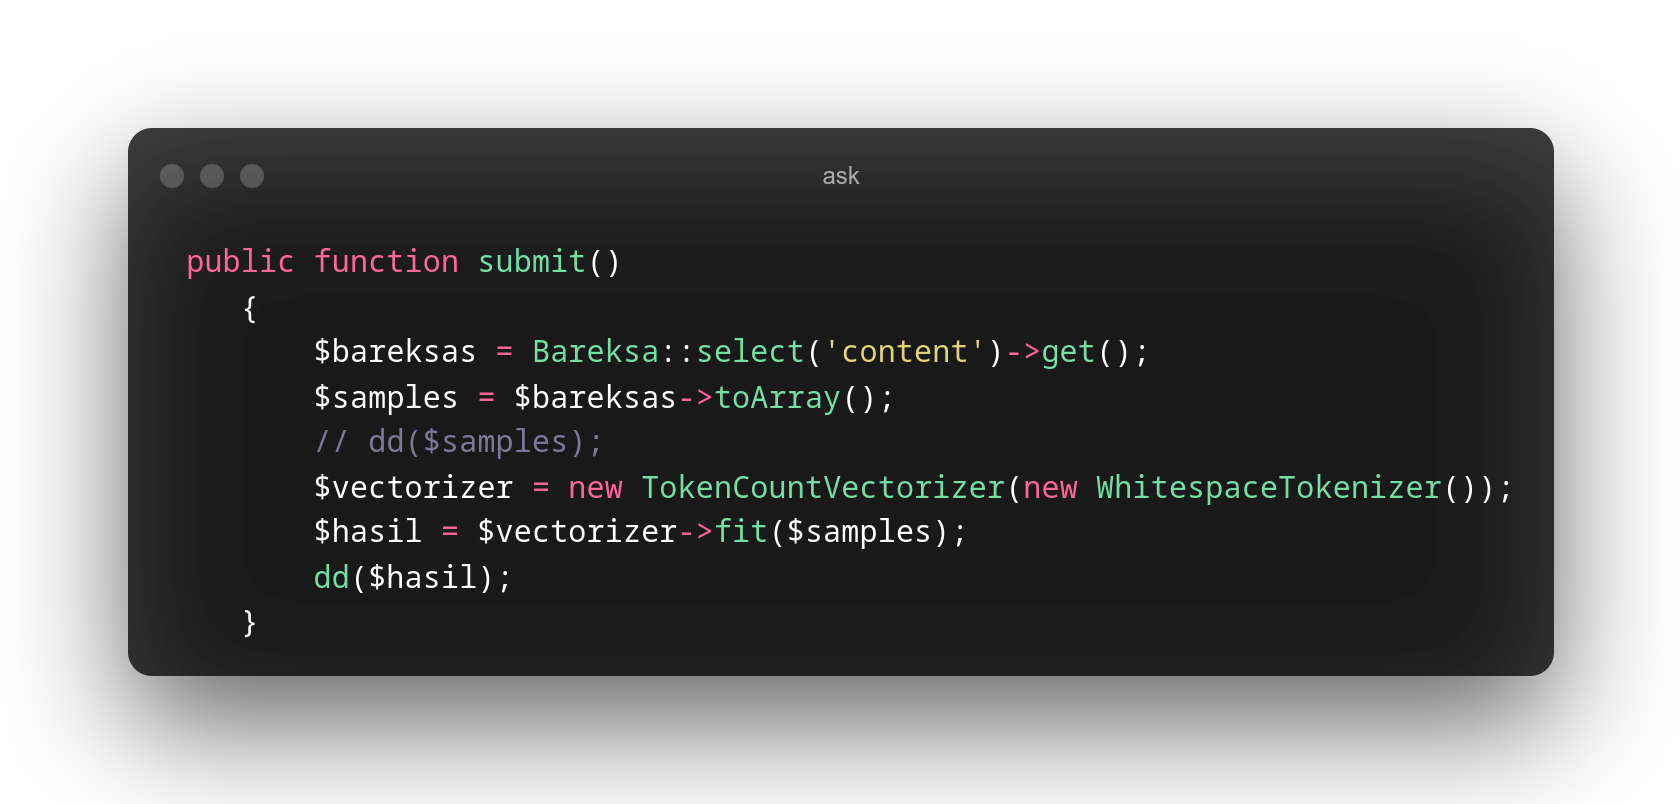 ask
public function submit()
{
$bareksas = Bareksa::select('content')->get();
$samples = $bareksas->toArray();
// dd($samples);
$vectorizer = new TokenCountVectorizer(new WhitespaceTokenizer());
$hasil = $vectorizer->fit($samples);
dd($hasil);
}